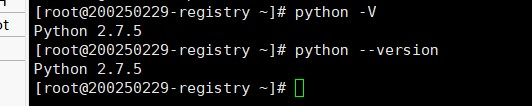 [root@200250229-registry ~]# python -V
ot
Python 2.7.5
[root@200250229-registry ~]# python --version
Python 2.7.5
[root@200250229-registry ~]#